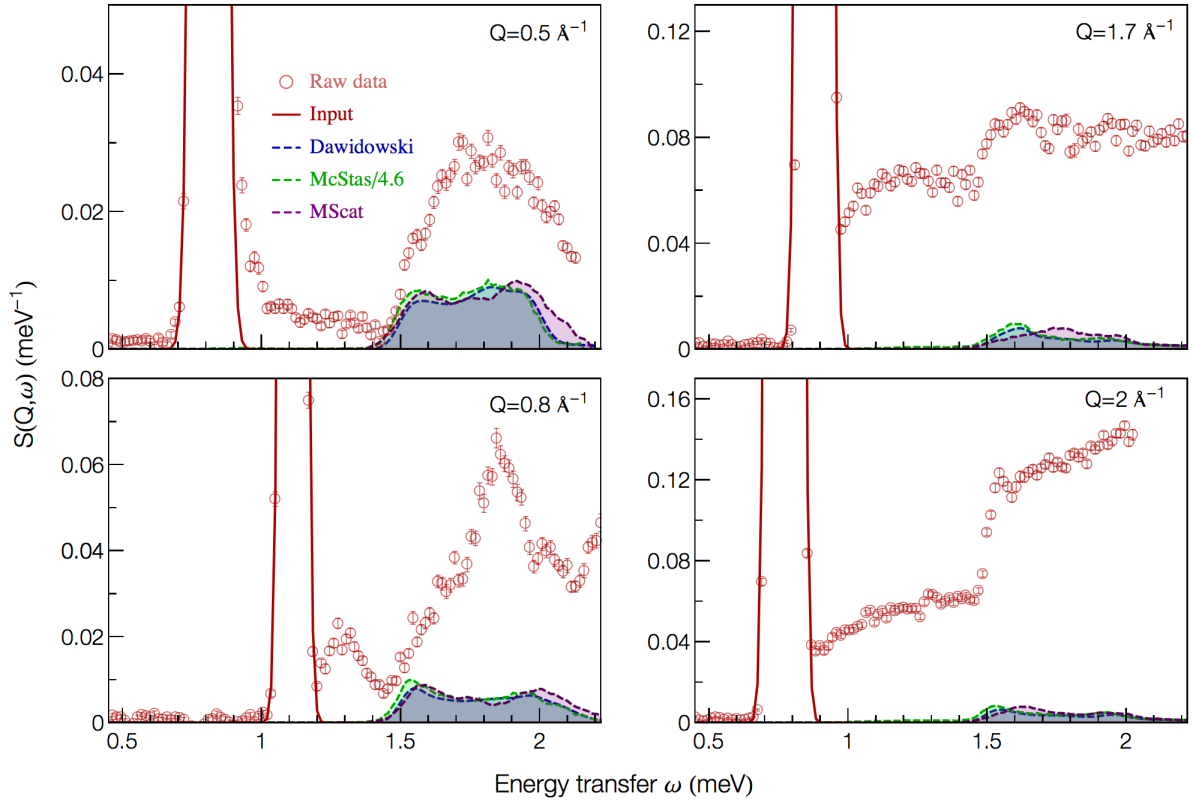 Q=0.5 Å⁻¹
0.04
0.02
0
Raw data
Input
Dawidowski
McStas/4.6
MScat
Q=1.7 Å⁻¹
0.12
0.08
0.04
0
S(Q,ω) (meV⁻¹)
Q=0.8 Å⁻¹
0.08
0.06
0.04
0.02
0
0.5
1
1.5
2
Q=2 Å⁻¹
0.16
0.12
0.08
0.04
0
0.5
1
1.5
2
Energy transfer ω (meV)